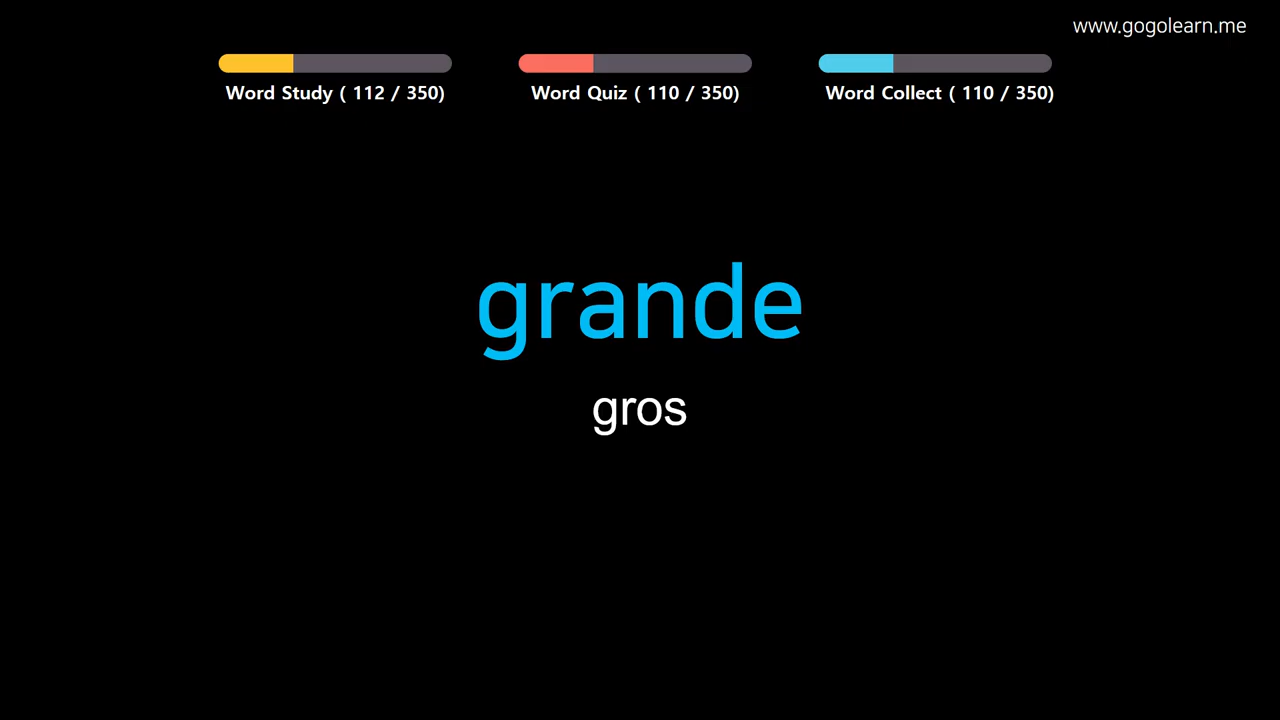 www.gogolearn.me
Word Study ( 112 / 350)
Word Quiz ( 110 / 350)
Word Collect ( 110 / 350)
grande
gros